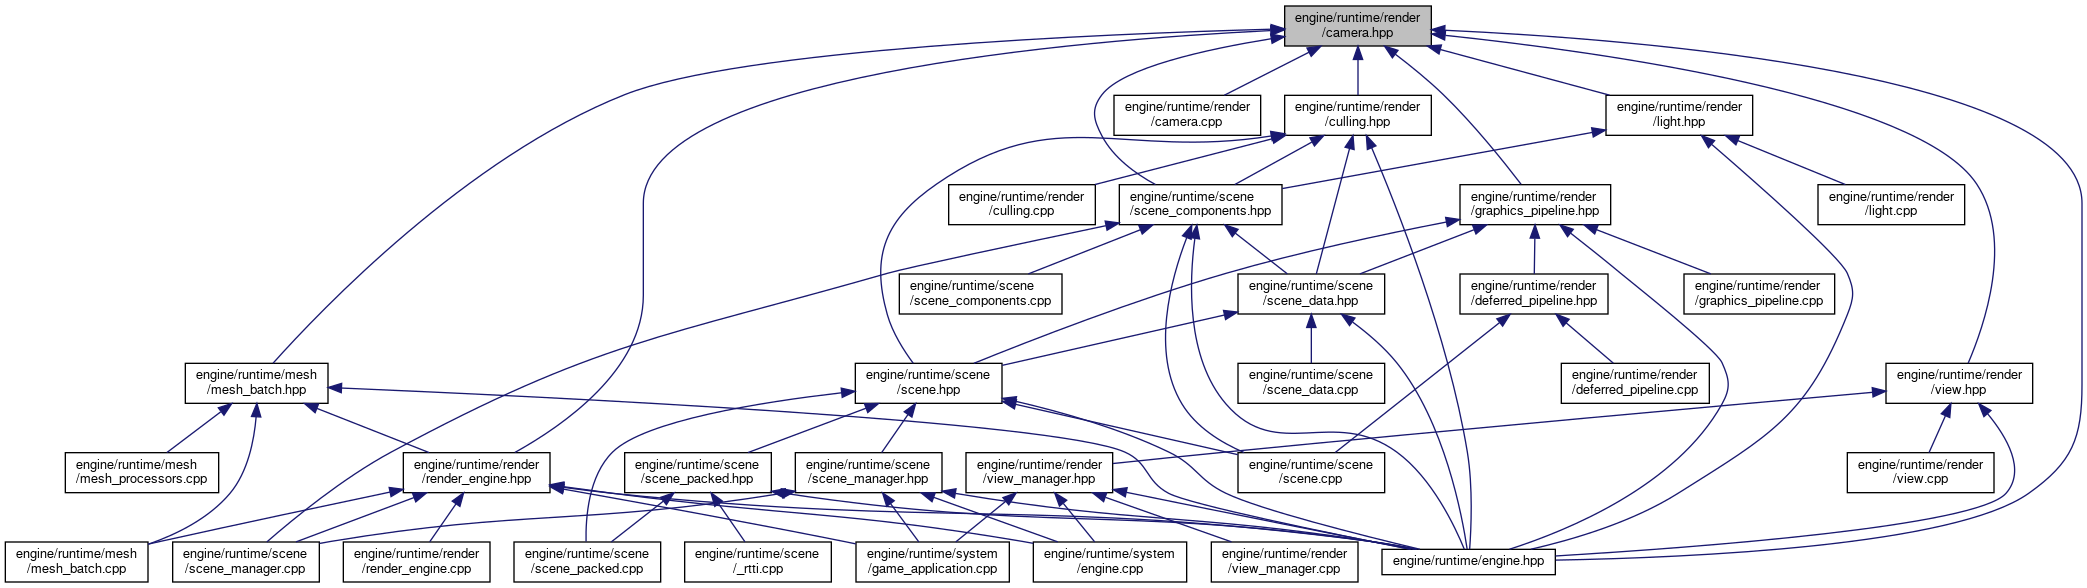 engine/runtime/render
/camera.hpp
engine/runtime/render
/camera.cpp
engine/runtime/render
/culling.hpp
engine/runtime/render
/light.hpp
engine/runtime/render
/culling.cpp
engine/runtime/scene
/scene_components.hpp
engine/runtime/render
/graphics_pipeline.hpp
engine/runtime/render
/light.cpp
engine/runtime/scene
/scene_components.cpp
engine/runtime/scene
/scene_data.hpp
engine/runtime/render
/deferred_pipeline.hpp
engine/runtime/render
/graphics_pipeline.cpp
engine/runtime/mesh
/mesh_batch.hpp
engine/runtime/scene
/scene.hpp
engine/runtime/scene
/scene_data.cpp
engine/runtime/render
/deferred_pipeline.cpp
engine/runtime/render
/view.hpp
engine/runtime/mesh
/mesh_processors.cpp
engine/runtime/render
/render_engine.hpp
engine/runtime/scene
/scene_packed.hpp
engine/runtime/scene
/scene_manager.hpp
engine/runtime/render
/view_manager.hpp
engine/runtime/scene
/scene.cpp
engine/runtime/render
/view.cpp
engine/runtime/mesh
/mesh_batch.cpp
engine/runtime/scene
/scene_manager.cpp
engine/runtime/render
/render_engine.cpp
engine/runtime/scene
/scene_packed.cpp
engine/runtime/scene
/_rtti.cpp
engine/runtime/system
/game_application.cpp
engine/runtime/system
/engine.cpp
engine/runtime/render
/view_manager.cpp
engine/runtime/engine.hpp